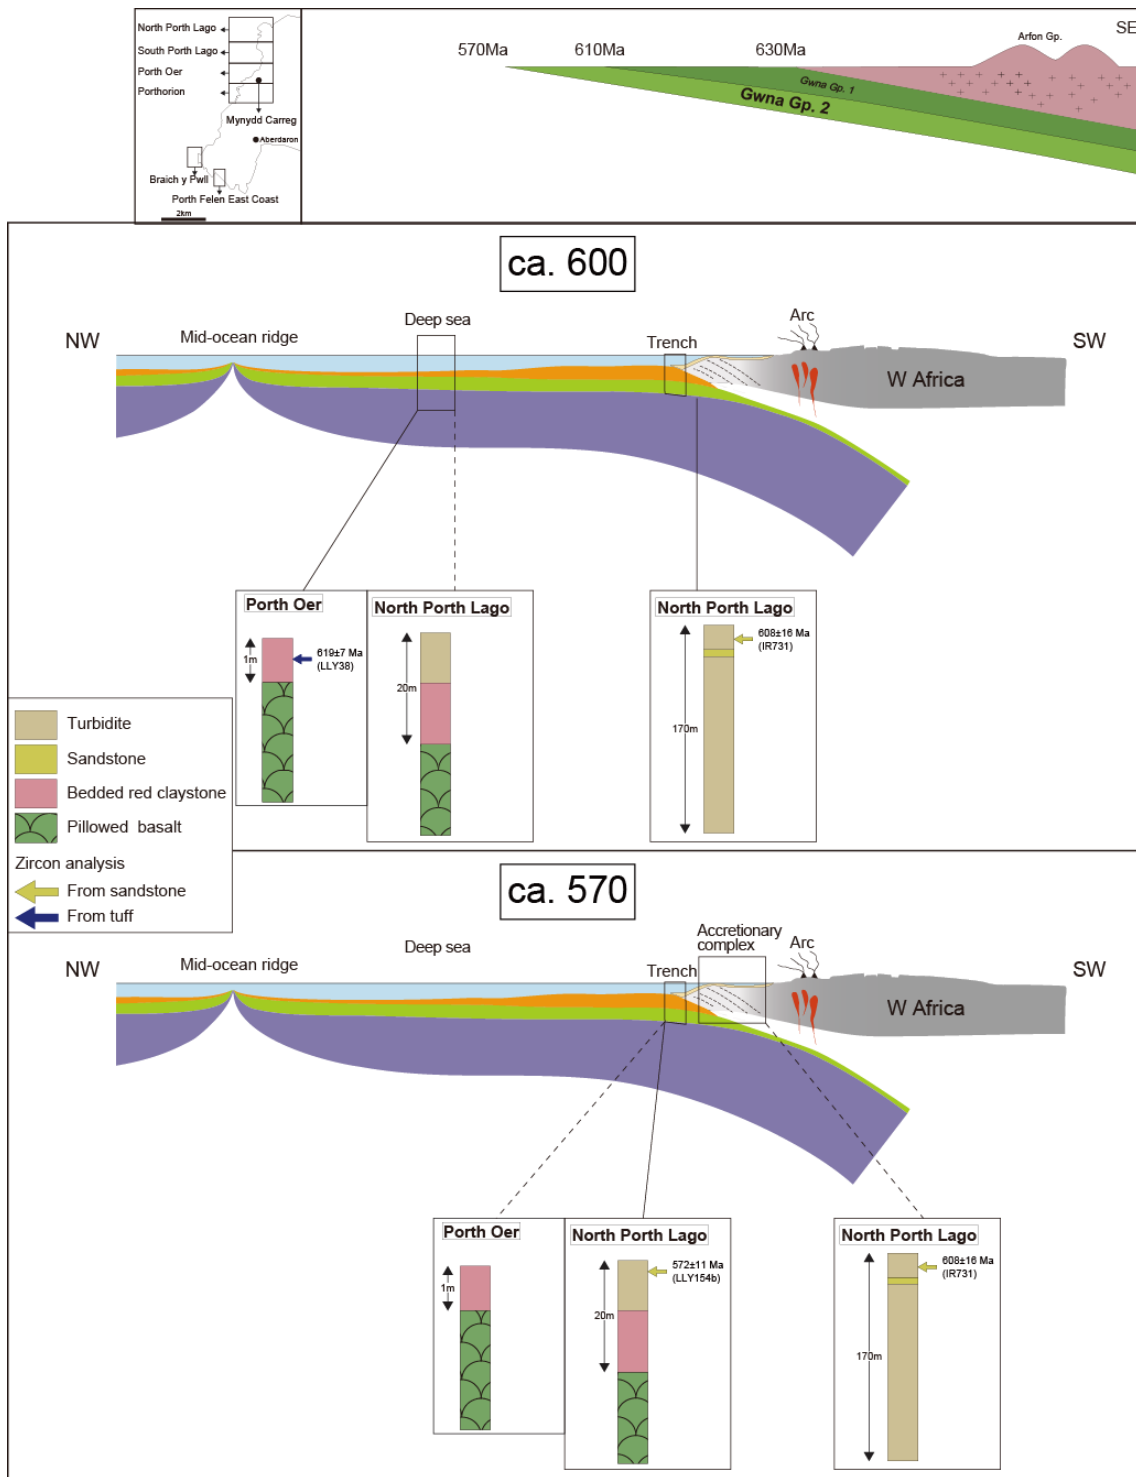 North Porth Lago
South Porth Lago
Porth Oer
Porthorion
Mynydd Carreg
Aberdaron
Braich y Pwll
Porth Felen East Coast
2km
570Ma
610Ma
630Ma
Arfon Gp.
SE
Gwna Gp. 1
Gwna Gp. 2
ca. 600
NW
Mid-ocean ridge
Deep sea
Trench
Arc
SW
W Africa
Porth Oer
1m
619±7 Ma
(LLY38)
North Porth Lago
20m
North Porth Lago
608±16 Ma
(IR731)
170m
Turbidite
Sandstone
Bedded red claystone
Pillowed basalt
Zircon analysis
From sandstone
From tuff
ca. 570
NW
Mid-ocean ridge
Deep sea
Trench
Accretionary
complex
Arc
SW
W Africa
Porth Oer
1m
North Porth Lago
572±11 Ma
(LLY154b)
20m
North Porth Lago
608±16 Ma
(IR731)
170m